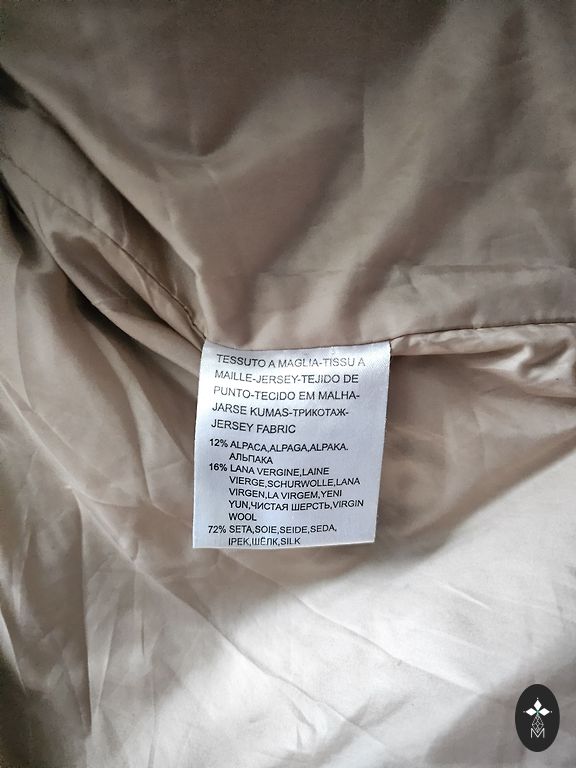 TESSUTO A MAGLIA-TISSU A
MAILLE-JERSEY-TEJIDO DE
PUNTO-TECIDO EM MALHA-
JARSE KUMAS-ТРИКОТАЖ-
JERSEY FABRIC
12% ALPACA,ALPAGA,ALPAKA.
АЛЬПАКА
16% LANA VERGINE,LAINE
VIERGE,SCHURWOLLE,LANA
VIRGEN,LA VIRGEM,YENI
YUN,ЧИСТАЯ ШЕРСТЬ,VIRGIN
WOOL
72% SETA,SOIE,SEIDE,SEDA,
IPEK,ШЁЛК,SILK
M